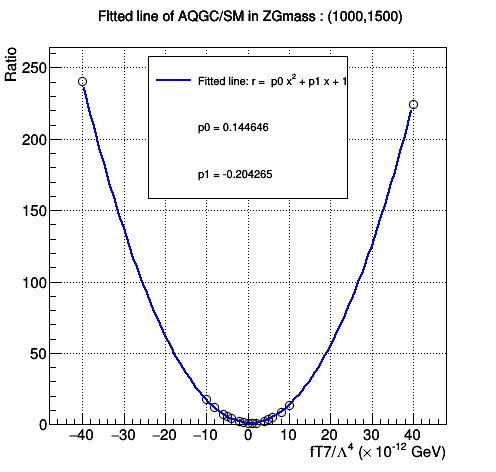 FItted line of AQGC/SM in ZGmass : (1000,1500)
Ratio
250
200
150
100
50
0
Fitted line: r = p0 x² + p1 x + 1
p0 = 0.144646
p1 = -0.204265
−40 −30 −20 −10 0 10 20 30 40
fT7/Λ⁴ (× 10⁻¹² GeV)